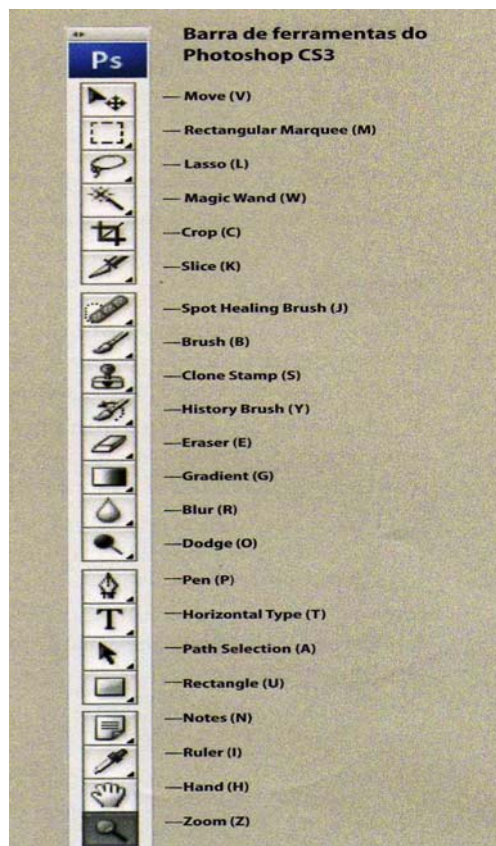 Barra de ferramentas do
Photoshop CS3
Ps
Move (V)
Rectangular Marquee (M)
Lasso (L)
Magic Wand (W)
Crop (C)
Slice (K)
Spot Healing Brush (J)
Brush (B)
Clone Stamp (S)
History Brush (Y)
Eraser (E)
Gradient (G)
Blur (R)
Dodge (O)
Pen (P)
T
Horizontal Type (T)
Path Selection (A)
Rectangle (U)
Notes (N)
Ruler (I)
Hand (H)
Zoom (Z)